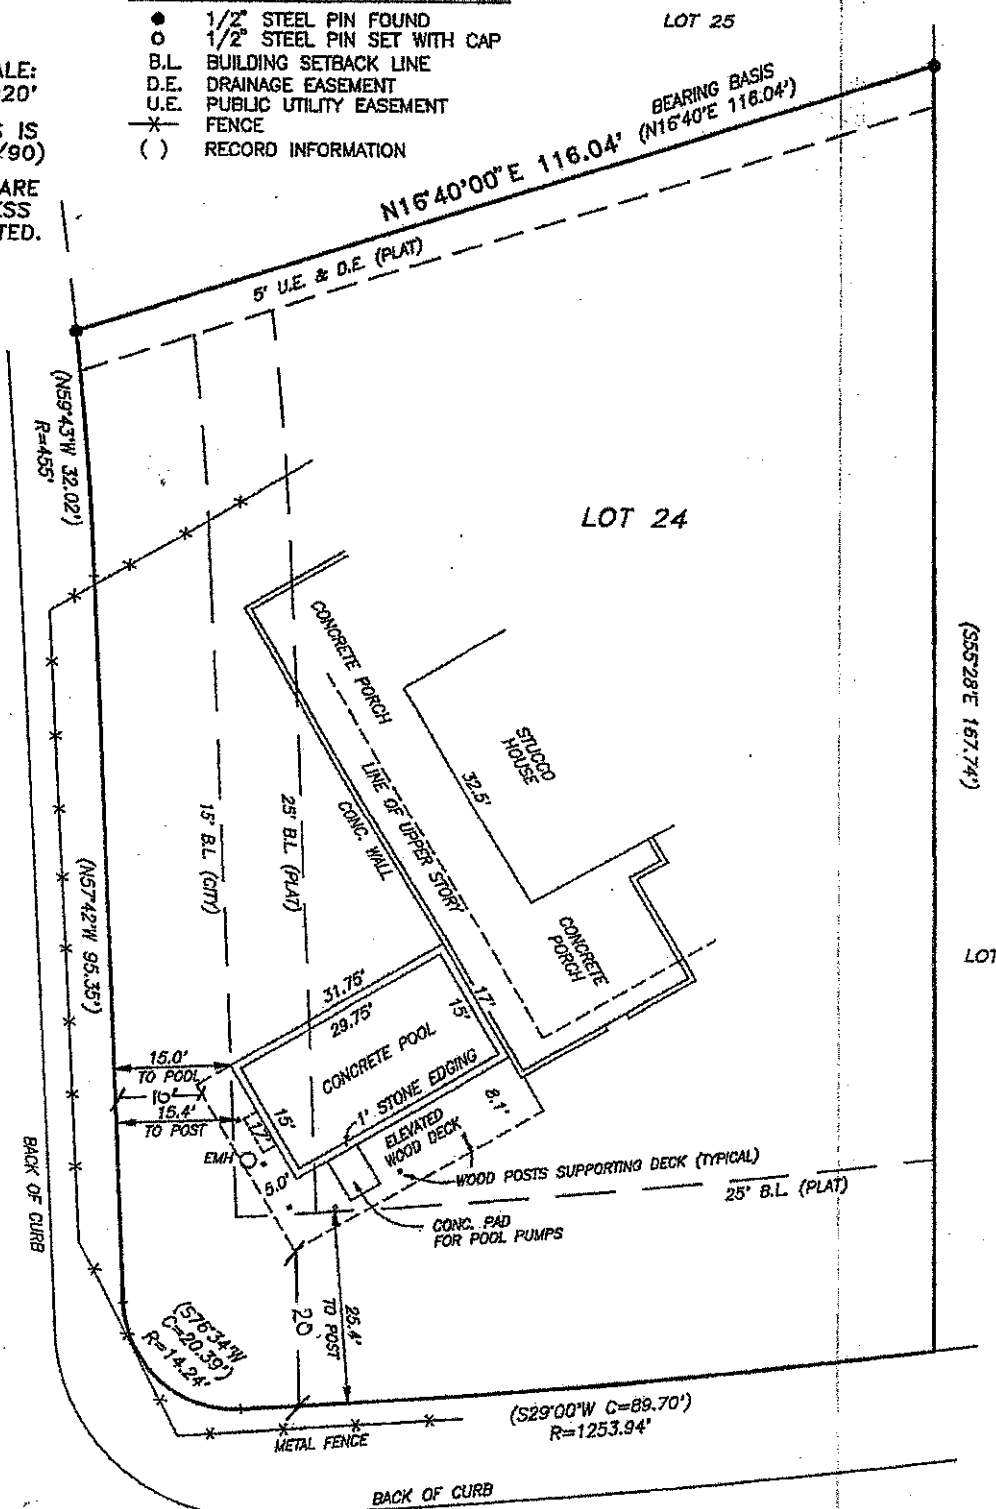 ● 1/2" STEEL PIN FOUND
O 1/2" STEEL PIN SET WITH CAP
B.L. BUILDING SETBACK LINE
D.E. DRAINAGE EASEMENT
U.E. PUBLIC UTILITY EASEMENT
—X— FENCE
( ) RECORD INFORMATION
20'
IS
/90)
ARE
LOT 25
BEARING BASIS
N16°40'00"E 116.04' (N16°40'E 116.04')
5' U.E. & D.E. (PLAT)
(N59°43'W 32.02')
R=455'
LOT 24
(S55°28'E 167.74')
CONCRETE PORCH
STUCCO
HOUSE
32.5'
LINE OF UPPER STORY
CONC. WALL
15' B.L. (CITY)
25' B.L. (PLAT)
(N57°42'W 95.35')
CONCRETE
PORCH
LOT
31.75'
29.75'
17'
15'
CONCRETE POOL
1' STONE EDGING
15.0'
TO POOL
10'
15.4'
TO POST
15'
17'
EMH
5.0'
8.1'
ELEVATED
WOOD DECK
WOOD POSTS SUPPORTING DECK (TYPICAL)
25' B.L. (PLAT)
CONC. PAD
FOR POOL PUMPS
BACK OF CURB
20
25.4'
TO POST
(S76°34'W
C=20.39')
R=14.24'
(S29°00'W C=89.70')
R=1253.94'
METAL FENCE
BACK OF CURB